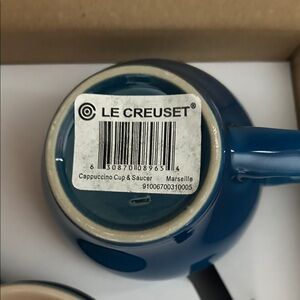 LE CREUSET®
6 30870 08965 4
Cappuccino Cup & Saucer Marseille
91006700310005